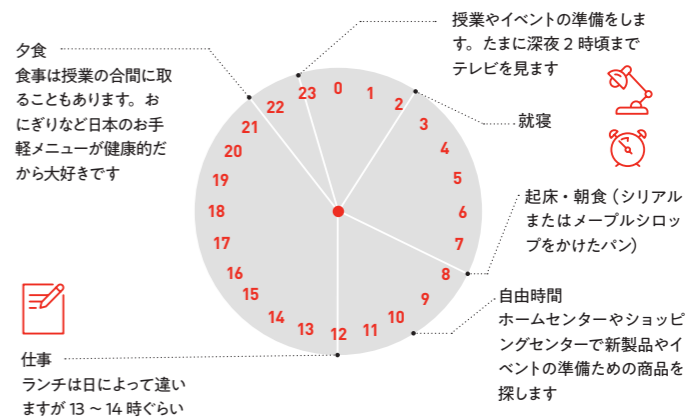 授業やイベントの準備をしま
す。たまに深夜 2 時頃まで
テレビを見ます
夕食
食事は授業の合間に取
ることもあります。お
にぎりなど日本のお手
軽メニューが健康的だ
から大好きです
就寝
起床・朝食(シリアル
またはメープルシロッ
プをかけたパン)
自由時間
ホームセンターやショッピ
ングセンターで新製品やイ
ベントの準備ための商品を
探します
仕事
ランチは日によって違い
ますが 13 ~ 14 時ぐらい
0
1
2
3
4
5
6
7
8
9
10
11
12
13
14
15
16
17
18
19
20
21
22
23